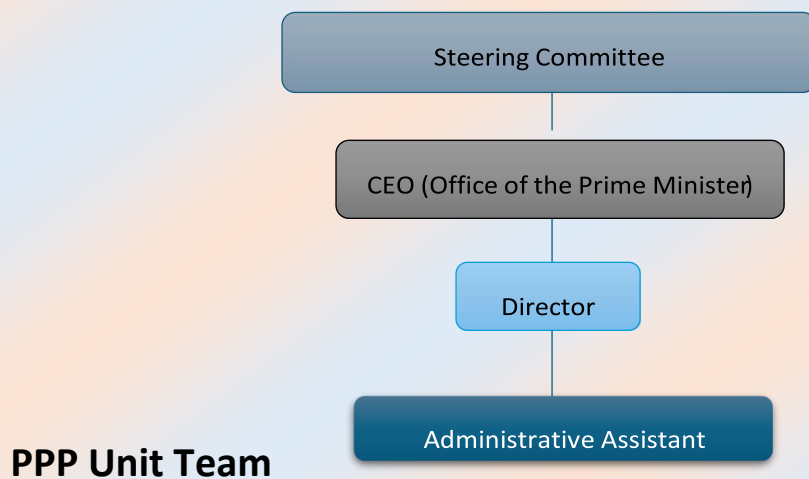 Steering Committee
CEO (Office of the Prime Minister)
Director
Administrative Assistant
PPP Unit Team